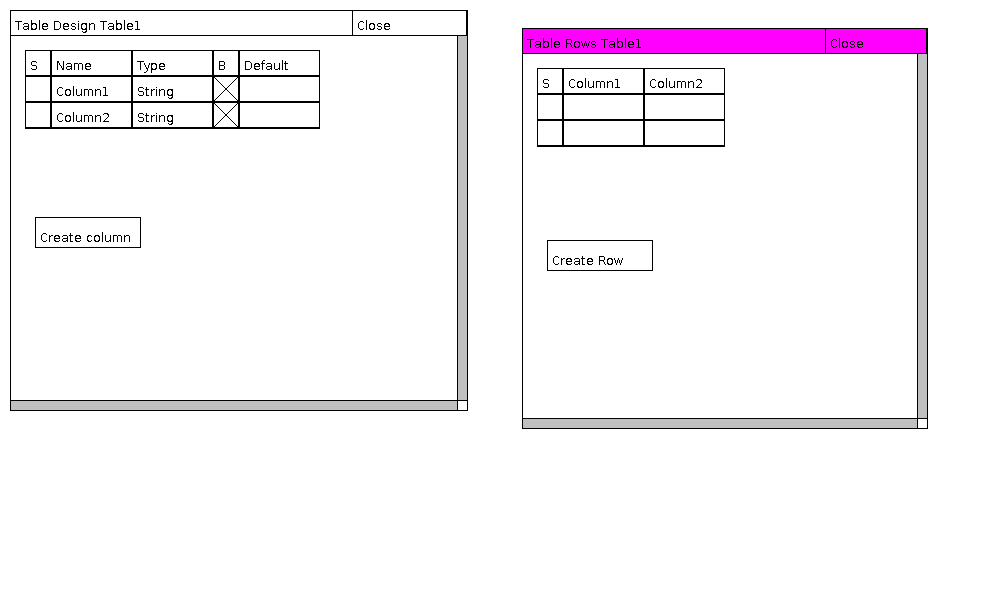 Table Design Table1 Close
S Name Type B Default
Column1 String
Column2 String
Create column
Table Rows Table1 Close
S Column1 Column2
Create Row